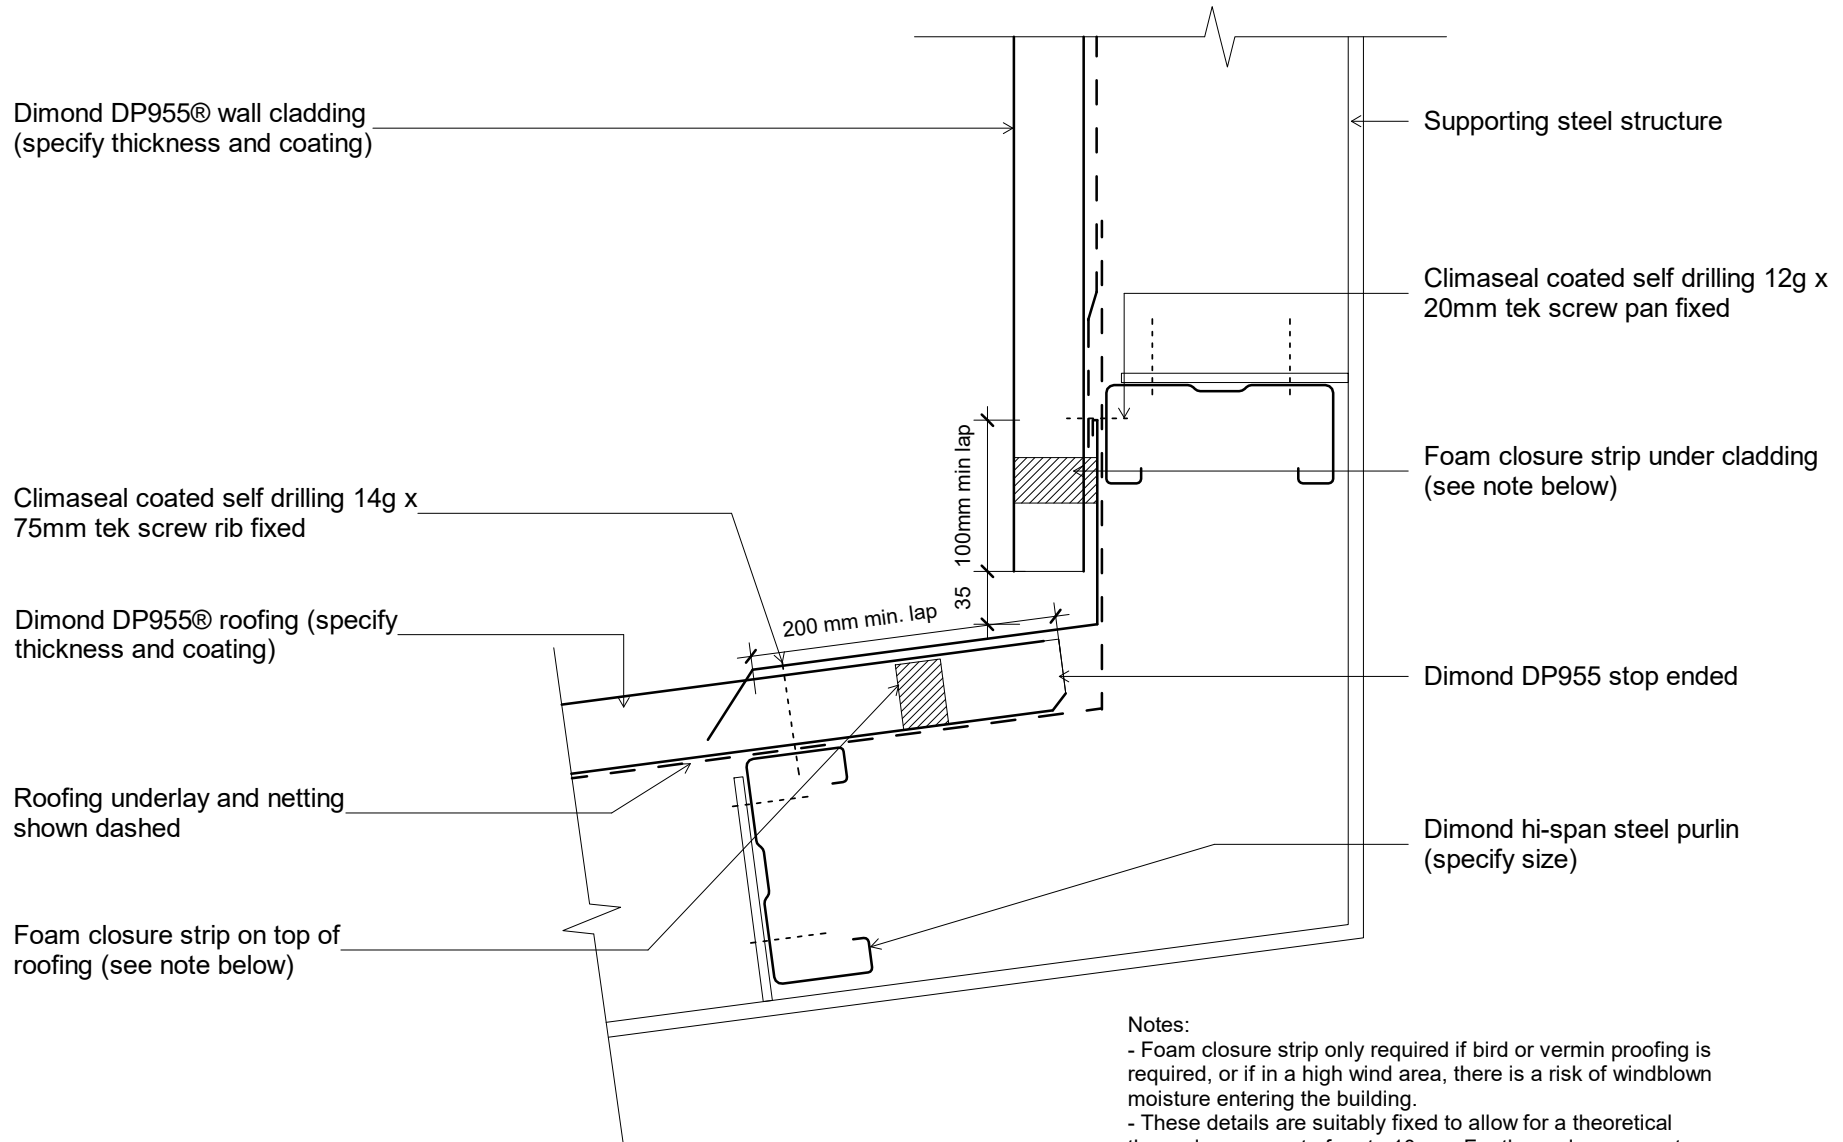 Dimond DP955® wall cladding
(specify thickness and coating)
Supporting steel structure
Climaseal coated self drilling 12g x
20mm tek screw pan fixed
100mm min lap
Foam closure strip under cladding
(see note below)
Climaseal coated self drilling 14g x
75mm tek screw rib fixed
35
200 mm min. lap
Dimond DP955® roofing (specify
thickness and coating)
Dimond DP955 stop ended
Roofing underlay and netting
shown dashed
Dimond hi-span steel purlin
(specify size)
Foam closure strip on top of
roofing (see note below)
Notes:
- Foam closure strip only required if bird or vermin proofing is
required, or if in a high wind area, there is a risk of windblown
moisture entering the building.
- These details are suitably fixed to allow for a theoretical